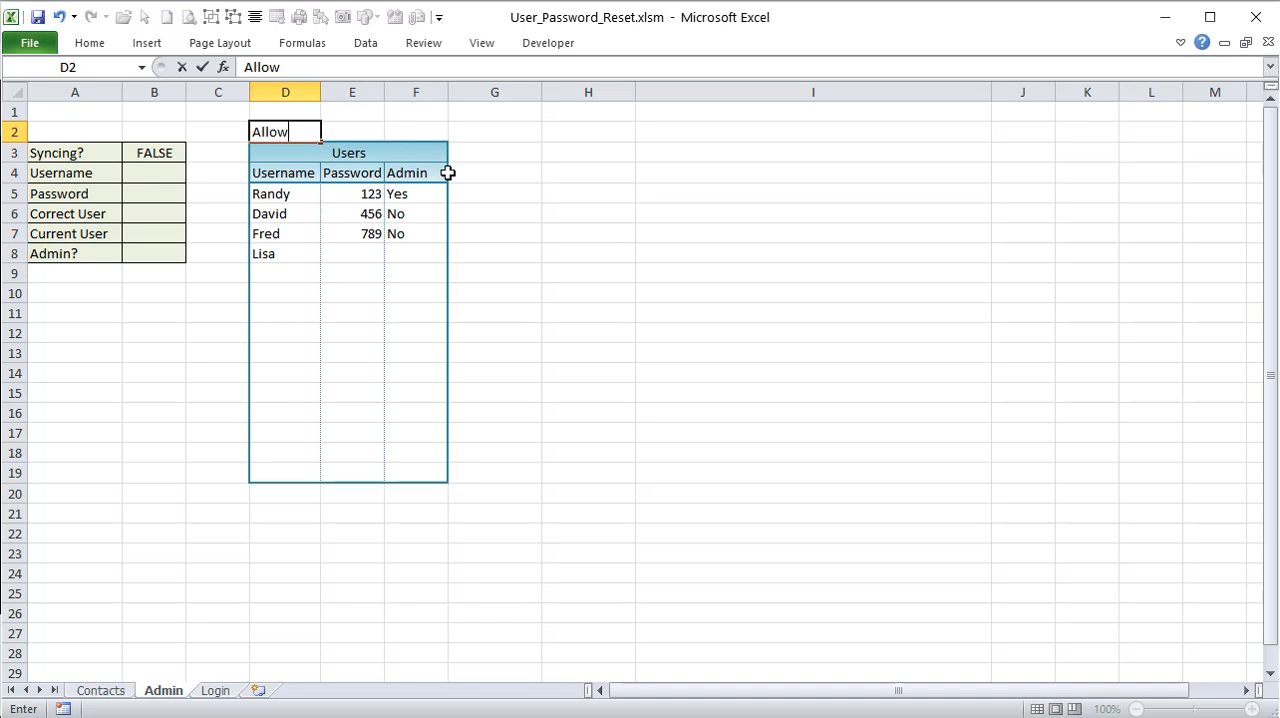 User_Password_Reset.xlsm - Microsoft Excel
File Home Insert Page Layout Formulas Data Review View Developer
D2 fx Allow
A B C D E F G H I J K L M
1
2 Allow
3 Syncing? FALSE Users
4 Username Username Password Admin
5 Password Randy 123 Yes
6 Correct User David 456 No
7 Current User Fred 789 No
8 Admin? Lisa
9
10
11
12
13
14
15
16
17
18
19
20
21
22
23
24
25
26
27
28
29
Contacts Admin Login
Enter 100%